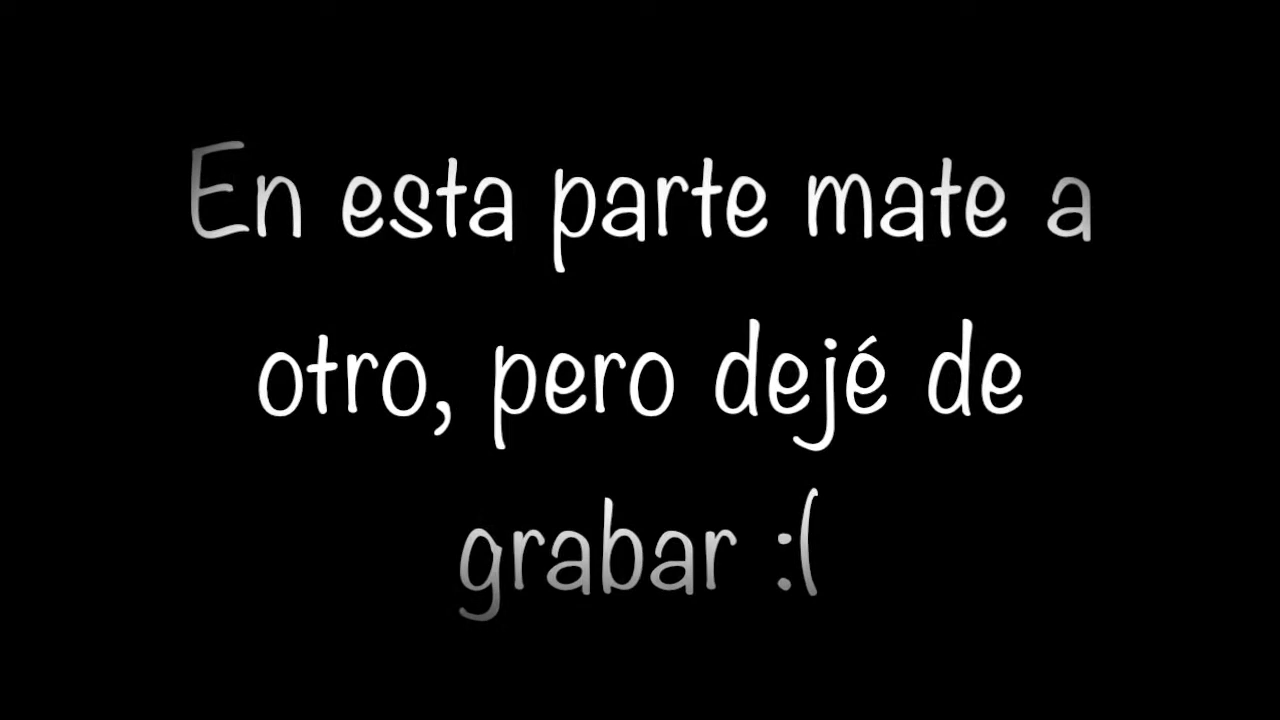 En esta parte mate a
otro, pero dejé de
grabar :(